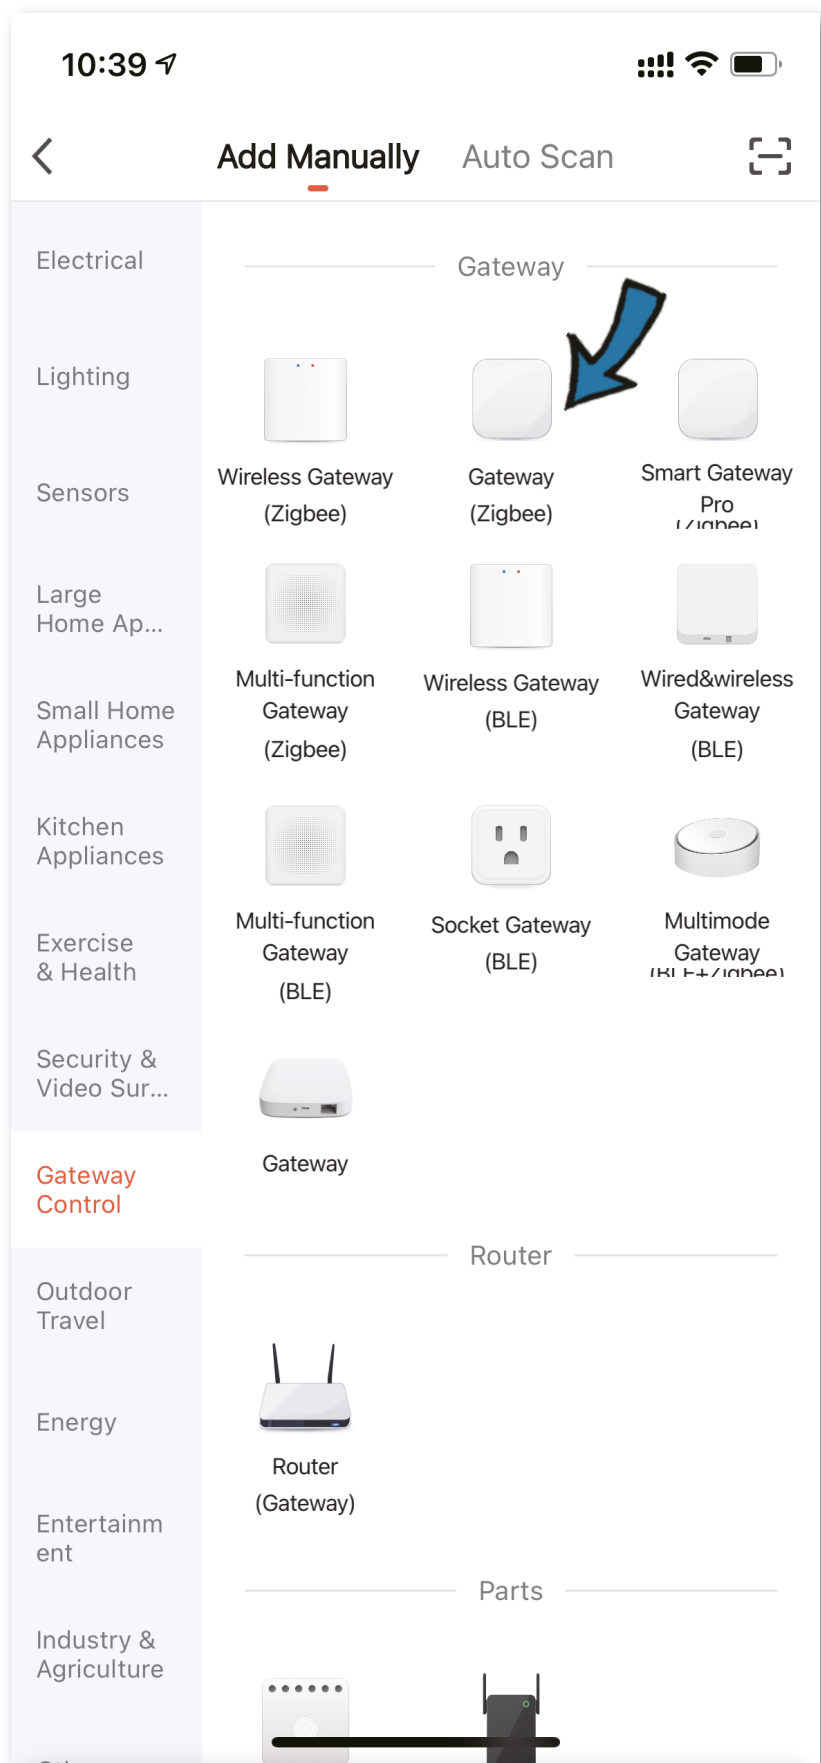 10:39
Add Manually
Auto Scan
Electrical
Lighting
Sensors
Large
Home Ap...
Small Home
Appliances
Kitchen
Appliances
Exercise
& Health
Security &
Video Sur...
Gateway
Control
Outdoor
Travel
Energy
Entertainm
ent
Industry &
Agriculture
Gateway
Wireless Gateway
(Zigbee)
Gateway
(Zigbee)
Smart Gateway
Pro
(Zigbee)
Multi-function
Gateway
(Zigbee)
Wireless Gateway
(BLE)
Wired&wireless
Gateway
(BLE)
Multi-function
Gateway
(BLE)
Socket Gateway
(BLE)
Multimode
Gateway
(BLE+Zigbee)
Gateway
Router
Router
(Gateway)
Parts